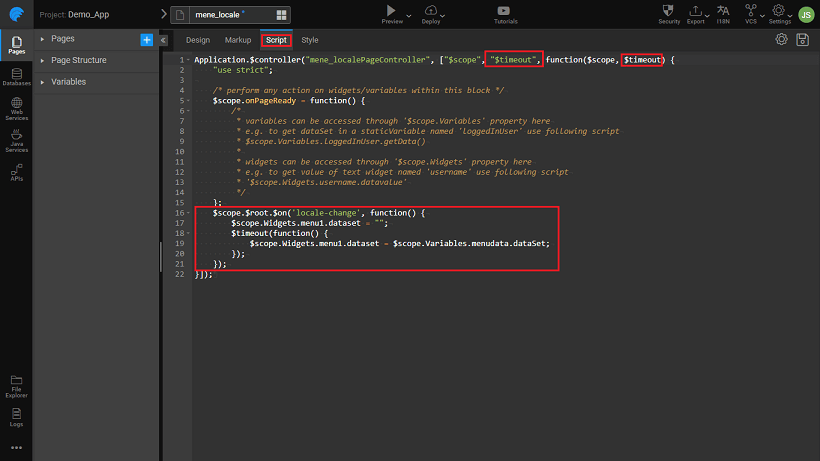 Project: Demo_App
mene_locale *
Preview
Deploy
Tutorials
Security
Export
I18N
VCS
Settings
JS
Pages
Databases
Web Services
Java Services
APIs
File Explorer
Logs
Pages
Page Structure
Variables
Design Markup Script Style
1 Application.$controller("mene_localePageController", ["$scope", "$timeout", function($scope, $timeout) {
2 "use strict";
3
4 /* perform any action on widgets/variables within this block */
5 $scope.onPageReady = function() {
6 /*
7 * variables can be accessed through '$scope.Variables' property here
8 * e.g. to get dataSet in a staticVariable named 'loggedInUser' use following script
9 * $scope.Variables.loggedInUser.getData()
10 *
11 * widgets can be accessed through '$scope.Widgets' property here
12 * e.g. to get value of text widget named 'username' use following script
13 * '$scope.Widgets.username.datavalue'
14 */
15 };
16 $scope.$root.$on('locale-change', function() {
17 $scope.Widgets.menu1.dataset = "";
18 $timeout(function() {
19 $scope.Widgets.menu1.dataset = $scope.Variables.menudata.dataSet;
20 });
21 });
22 }]);